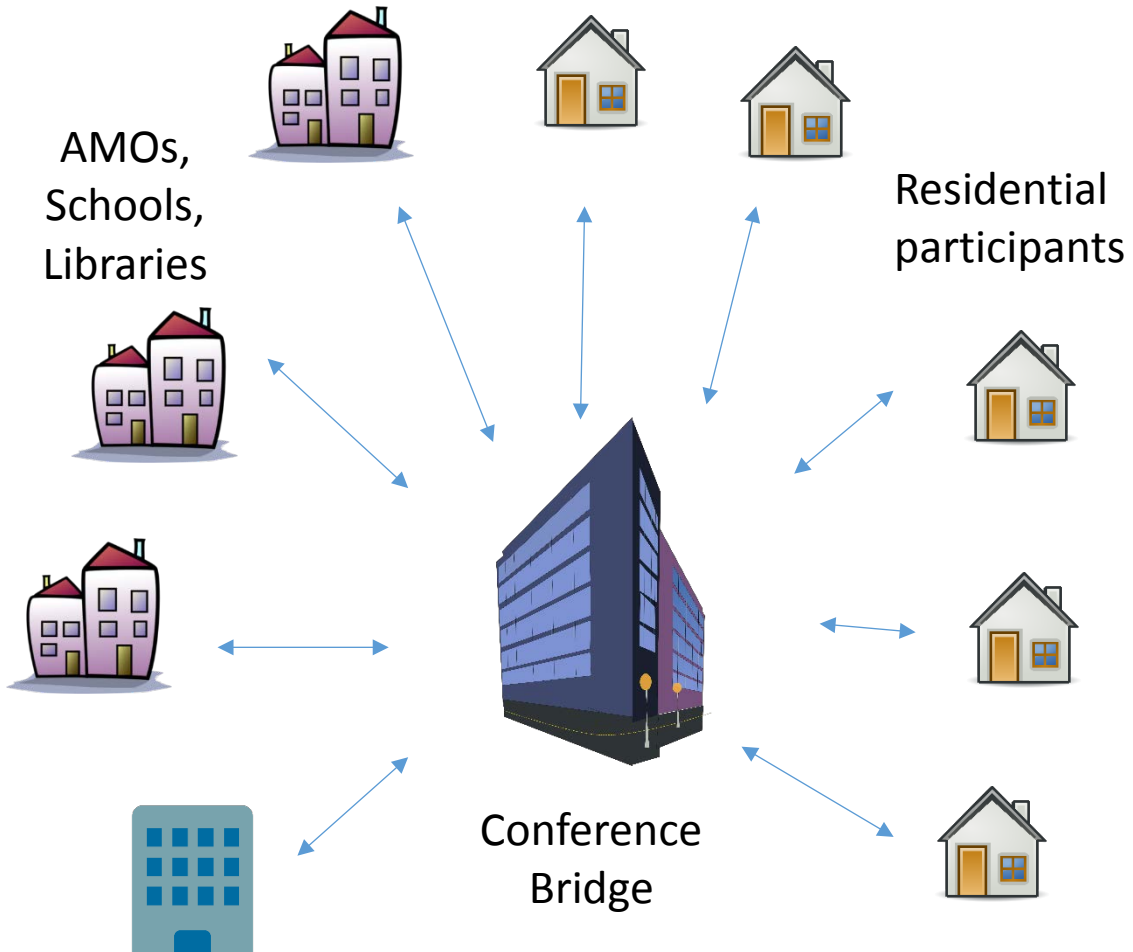 AMOs,
Schools,
Libraries
Residential
participants
Conference
Bridge